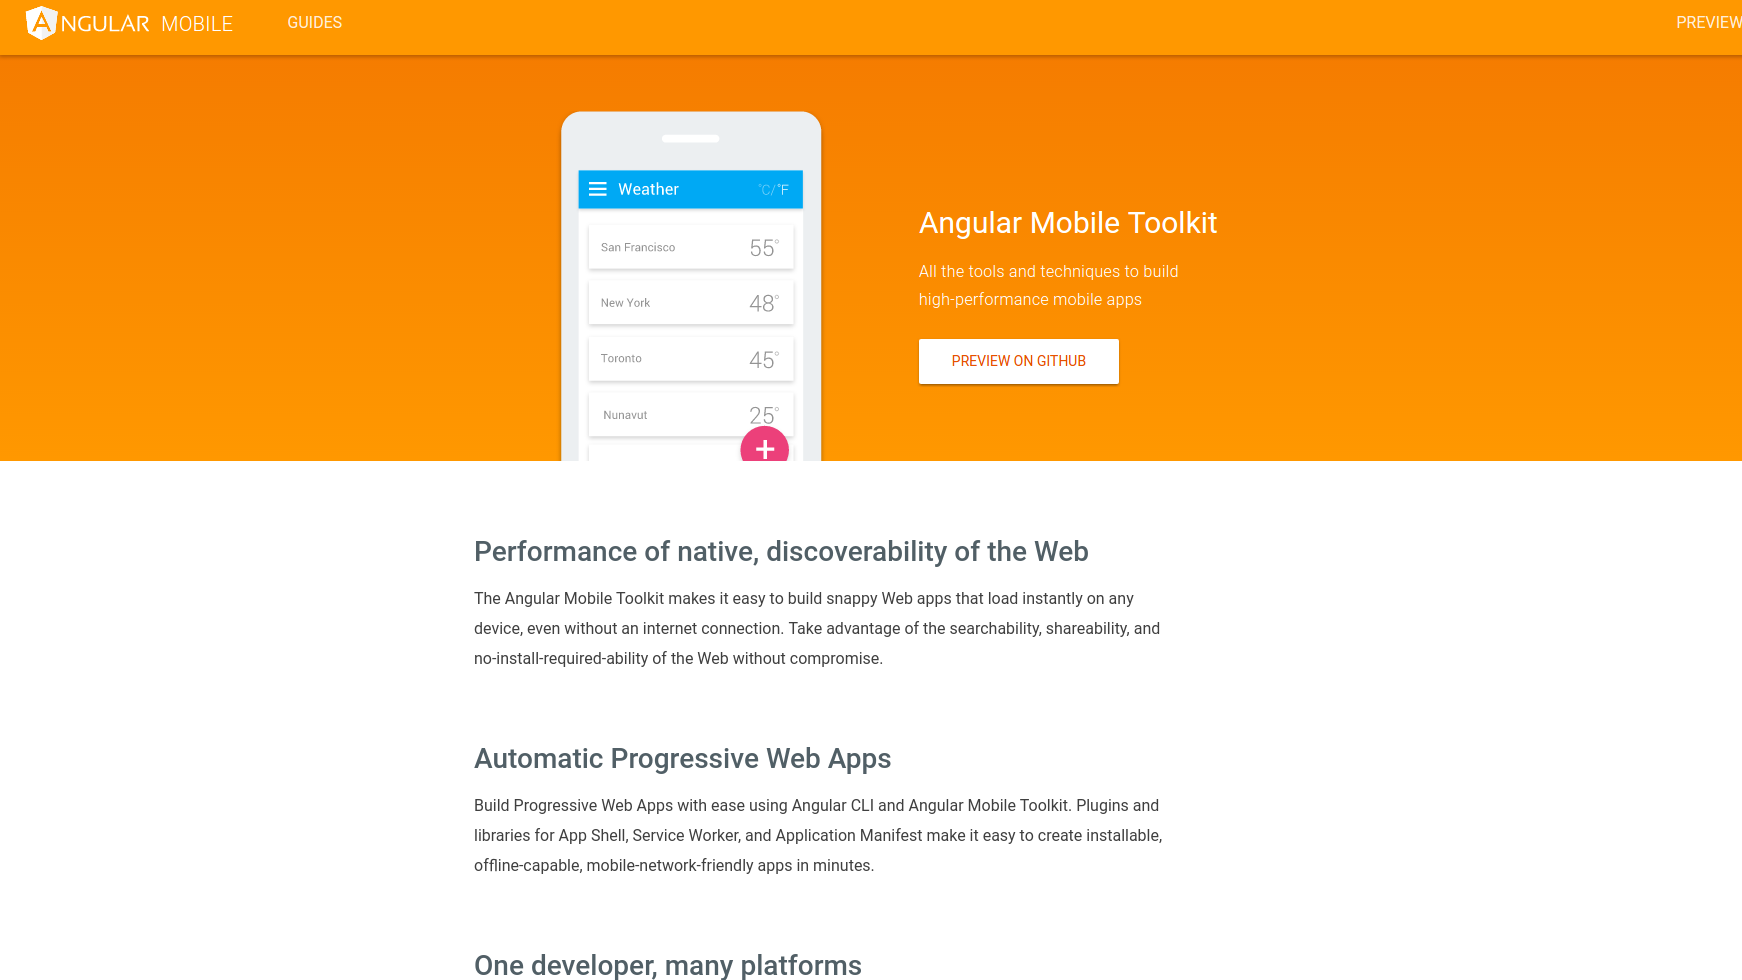 ANGULAR MOBILE
GUIDES
PREVIEW
Weather
°C/°F
San Francisco
55°
New York
48°
Toronto
45°
Nunavut
25°
+
Angular Mobile Toolkit
All the tools and techniques to build
high-performance mobile apps
PREVIEW ON GITHUB
Performance of native, discoverability of the Web
The Angular Mobile Toolkit makes it easy to build snappy Web apps that load instantly on any
device, even without an internet connection. Take advantage of the searchability, shareability, and
no-install-required-ability of the Web without compromise.
Automatic Progressive Web Apps
Build Progressive Web Apps with ease using Angular CLI and Angular Mobile Toolkit. Plugins and
libraries for App Shell, Service Worker, and Application Manifest make it easy to create installable,
offline-capable, mobile-network-friendly apps in minutes.
One developer, many platforms